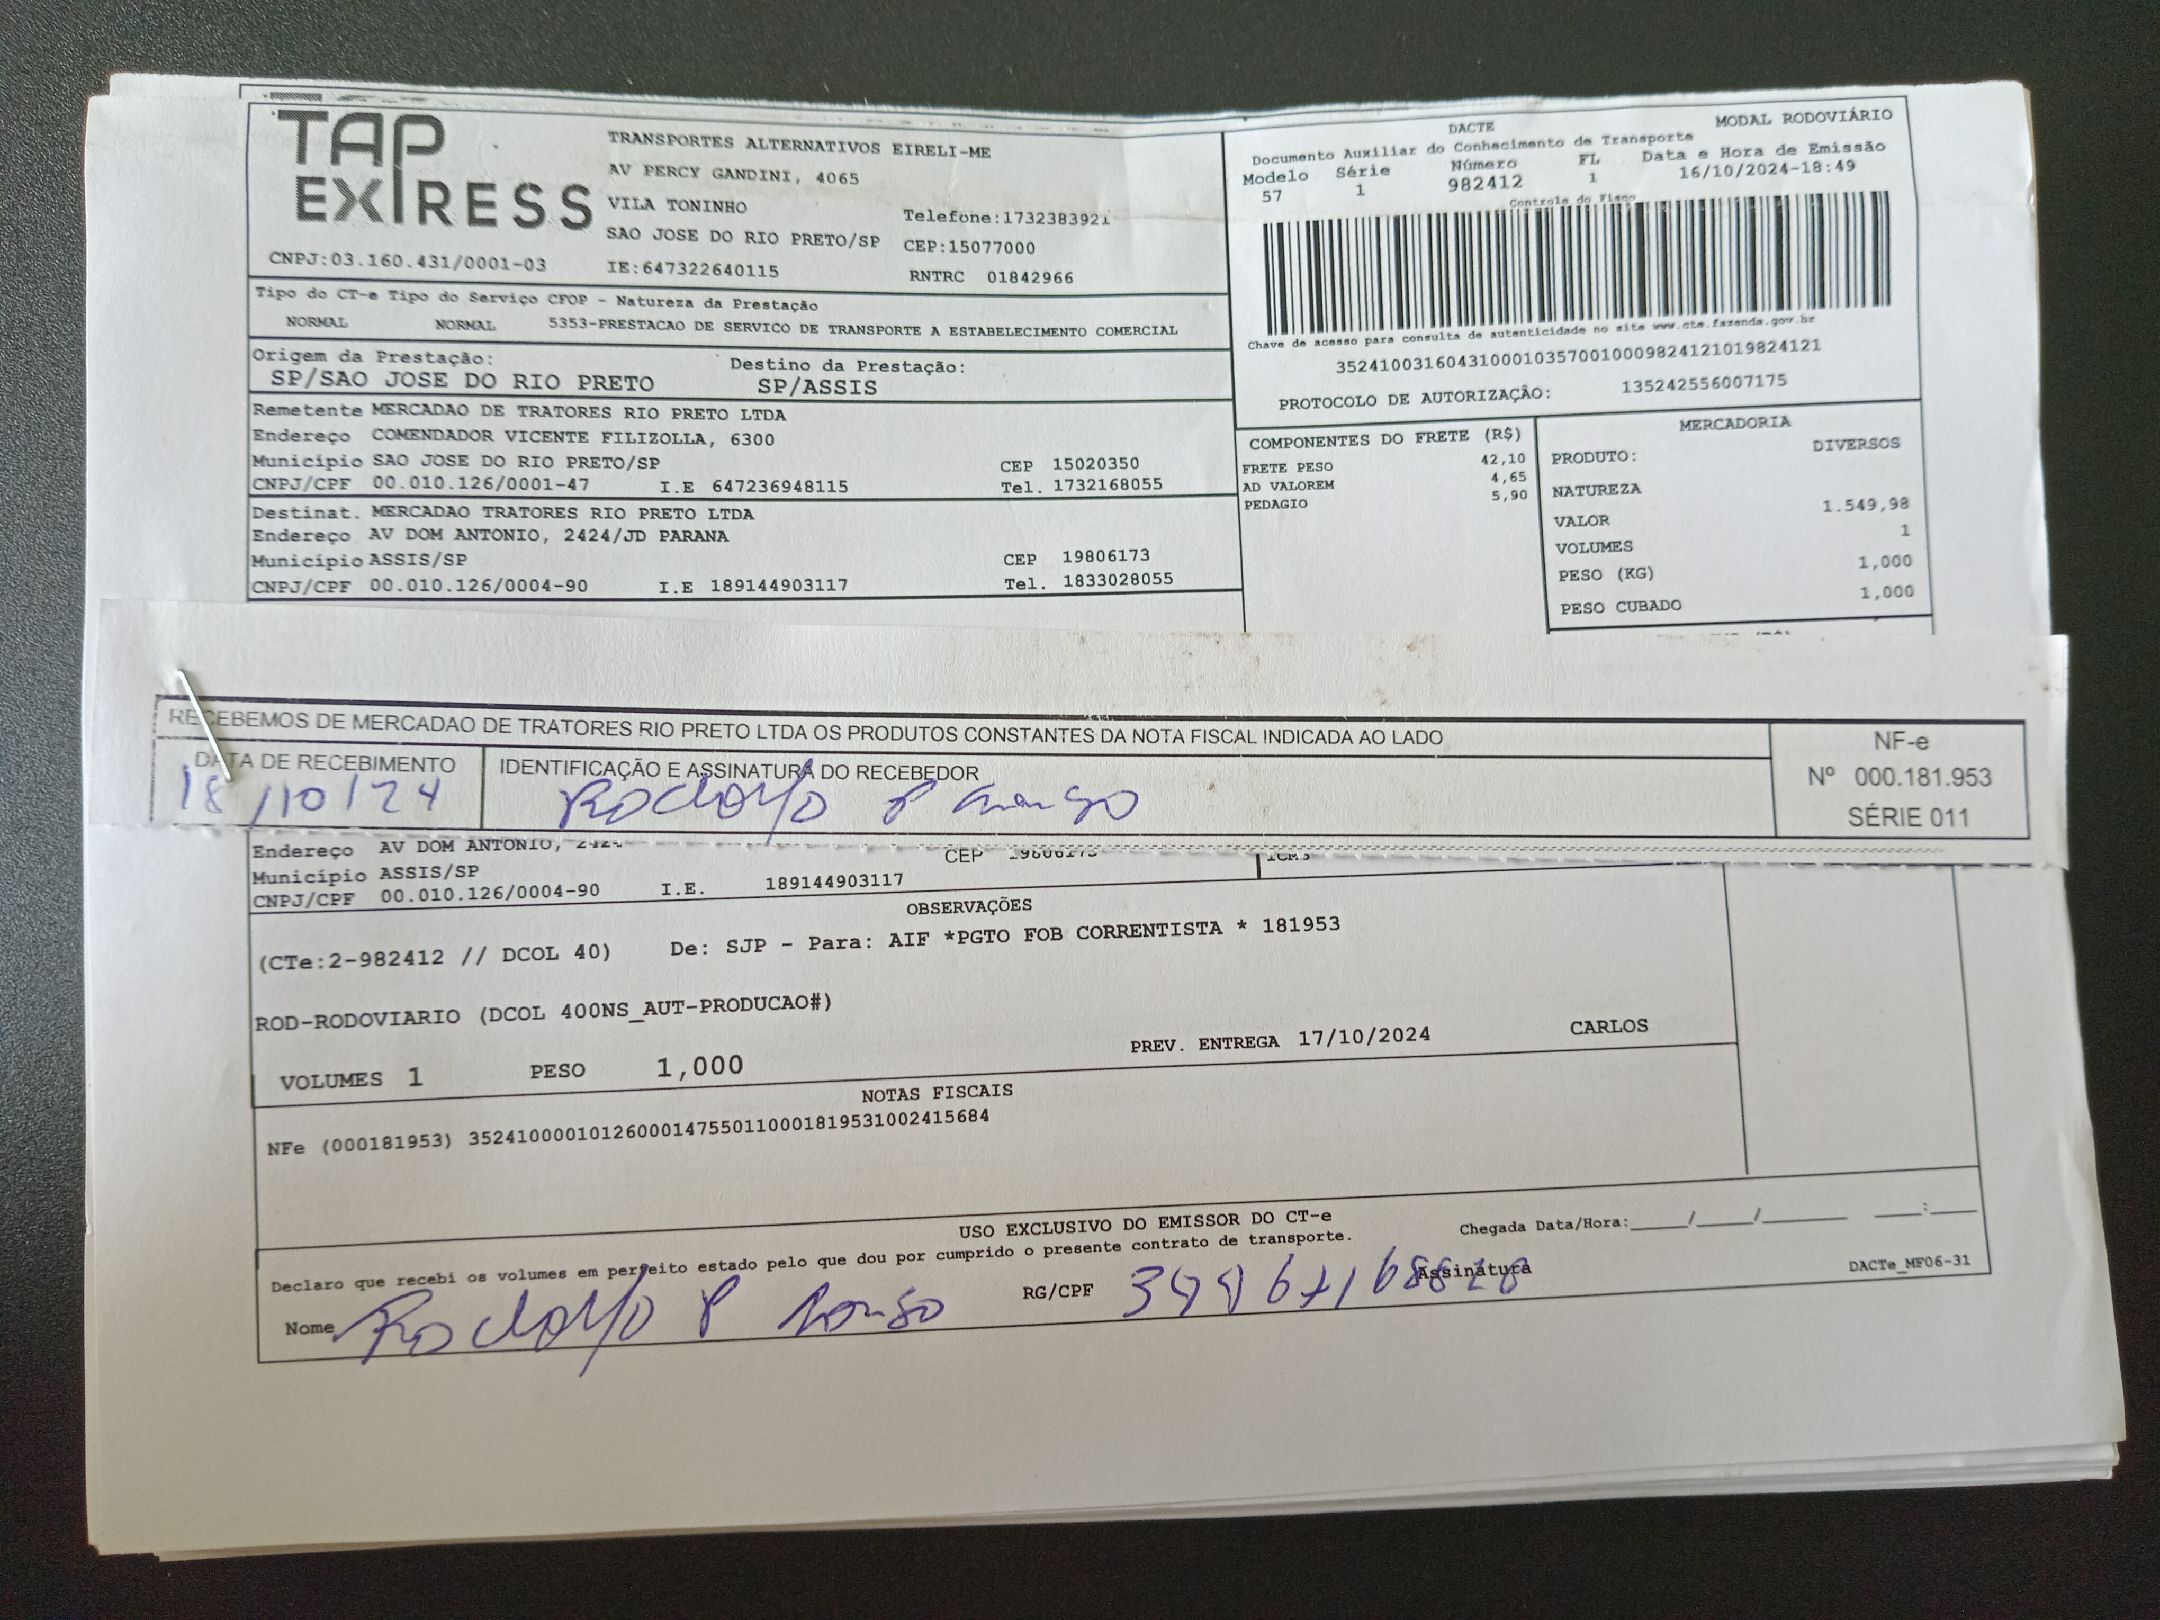 TAP
EXPRESS
TRANSPORTES ALTERNATIVOS EIRELI-ME
AV PERCY GANDINI, 4065
VILA TONINHO
Telefone:1732383921
SAO JOSE DO RIO PRETO/SP CEP:15077000
CNPJ:03.160.431/0001-03 IE:647322640115 RNTRC 01842966
DACTE MODAL RODOVIÁRIO
Documento Auxiliar do Conhecimento de Transporte
Modelo Série Número FL Data e Hora de Emissão
57 1 982412 1 16/10/2024-18:49
Controle do Fisco
Chave de acesso para consulta de autenticidade no site www.cte.fazenda.gov.br
35241003160431000103570010009824121019824121
PROTOCOLO DE AUTORIZAÇÃO: 135242556007175
Tipo do CT-e Tipo do Serviço CFOP - Natureza da Prestação
NORMAL NORMAL 5353-PRESTACAO DE SERVICO DE TRANSPORTE A ESTABELECIMENTO COMERCIAL
Origem da Prestação: Destino da Prestação:
SP/SAO JOSE DO RIO PRETO SP/ASSIS
Remetente MERCADAO DE TRATORES RIO PRETO LTDA
Endereço COMENDADOR VICENTE FILIZOLLA, 6300
Município SAO JOSE DO RIO PRETO/SP CEP 15020350
CNPJ/CPF 00.010.126/0001-47 I.E 647236948115 Tel. 1732168055
Destinat. MERCADAO TRATORES RIO PRETO LTDA
Endereço AV DOM ANTONIO, 2424/JD PARANA
Município ASSIS/SP CEP 19806173
CNPJ/CPF 00.010.126/0004-90 I.E 189144903117 Tel. 1833028055
COMPONENTES DO FRETE (R$)
FRETE PESO 42,10
AD VALOREM 4,65
PEDAGIO 5,90
MERCADORIA
PRODUTO: DIVERSOS
NATUREZA
VALOR 1.549,98
VOLUMES 1
PESO (KG) 1,000
PESO CUBADO 1,000
RECEBEMOS DE MERCADAO DE TRATORES RIO PRETO LTDA OS PRODUTOS CONSTANTES DA NOTA FISCAL INDICADA AO LADO
DATA DE RECEBIMENTO IDENTIFICAÇÃO E ASSINATURA DO RECEBEDOR
18/10/24 Rodolfo P
NF-e
Nº 000.181.953
SÉRIE 011
Endereço AV DOM ANTONIO, 2424 CEP 19806173 ICMS
Município ASSIS/SP
CNPJ/CPF 00.010.126/0004-90 I.E. 189144903117
OBSERVAÇÕES
(CTe:2-982412 // DCOL 40) De: SJP - Para: AIF *PGTO FOB CORRENTISTA * 181953
ROD-RODOVIARIO (DCOL 400NS_AUT-PRODUCAO#)
PREV. ENTREGA 17/10/2024 CARLOS
VOLUMES 1 PESO 1,000
NOTAS FISCAIS
NFe (000181953) 35241000010126000147550110001819531002415684
USO EXCLUSIVO DO EMISSOR DO CT-e
Declaro que recebi os volumes em perfeito estado pelo que dou por cumprido o presente contrato de transporte.
Chegada Data/Hora:_____/_____/_______ ____:____
Nome Rodolfo P RG/CPF Assinatura
DACTe_MF06-31